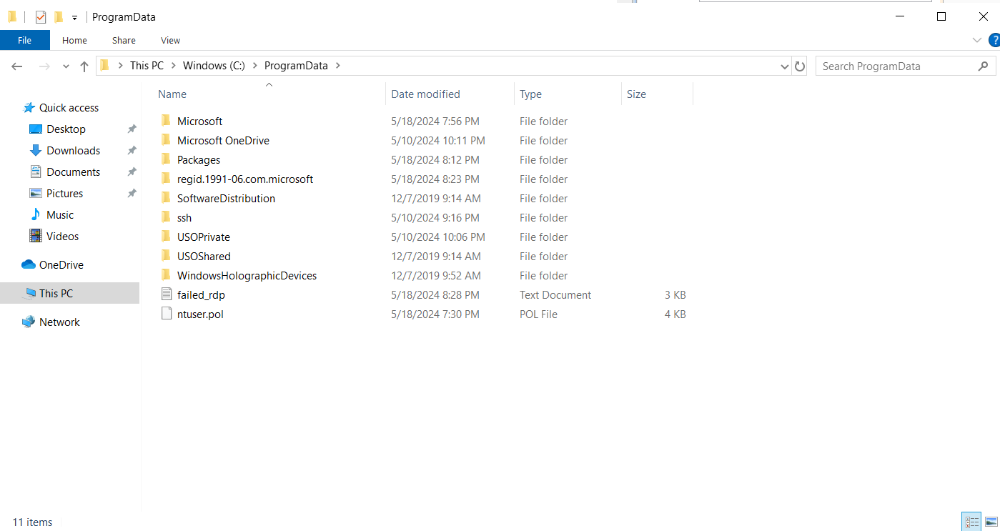 ProgramData
File Home Share View ?
This PC Windows (C:) ProgramData Search ProgramData
Name Date modified Type Size
Quick access
Desktop
Downloads
Documents
Pictures
Music
Videos
OneDrive
This PC
Network
Microsoft 5/18/2024 7:56 PM File folder
Microsoft OneDrive 5/10/2024 10:11 PM File folder
Packages 5/18/2024 8:12 PM File folder
regid.1991-06.com.microsoft 5/18/2024 8:23 PM File folder
SoftwareDistribution 12/7/2019 9:14 AM File folder
ssh 5/10/2024 9:16 PM File folder
USOPrivate 5/10/2024 10:06 PM File folder
USOShared 12/7/2019 9:14 AM File folder
WindowsHolographicDevices 12/7/2019 9:52 AM File folder
failed_rdp 5/18/2024 8:28 PM Text Document 3 KB
ntuser.pol 5/18/2024 7:30 PM POL File 4 KB
11 items